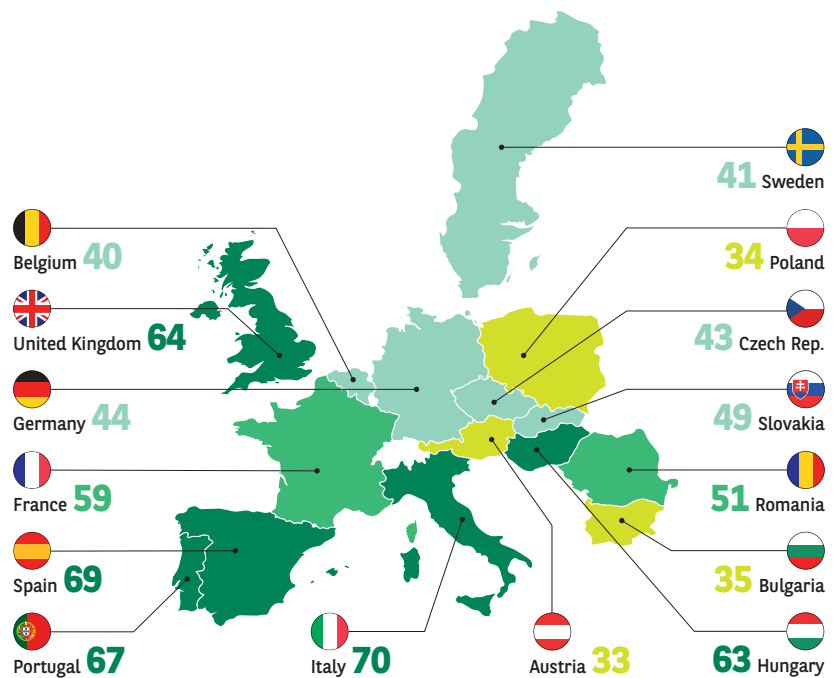 41 Sweden
Belgium 40
34 Poland
United Kingdom 64
43 Czech Rep.
Germany 44
49 Slovakia
France 59
51 Romania
Spain 69
35 Bulgaria
Portugal 67
Italy 70
Austria 33
63 Hungary